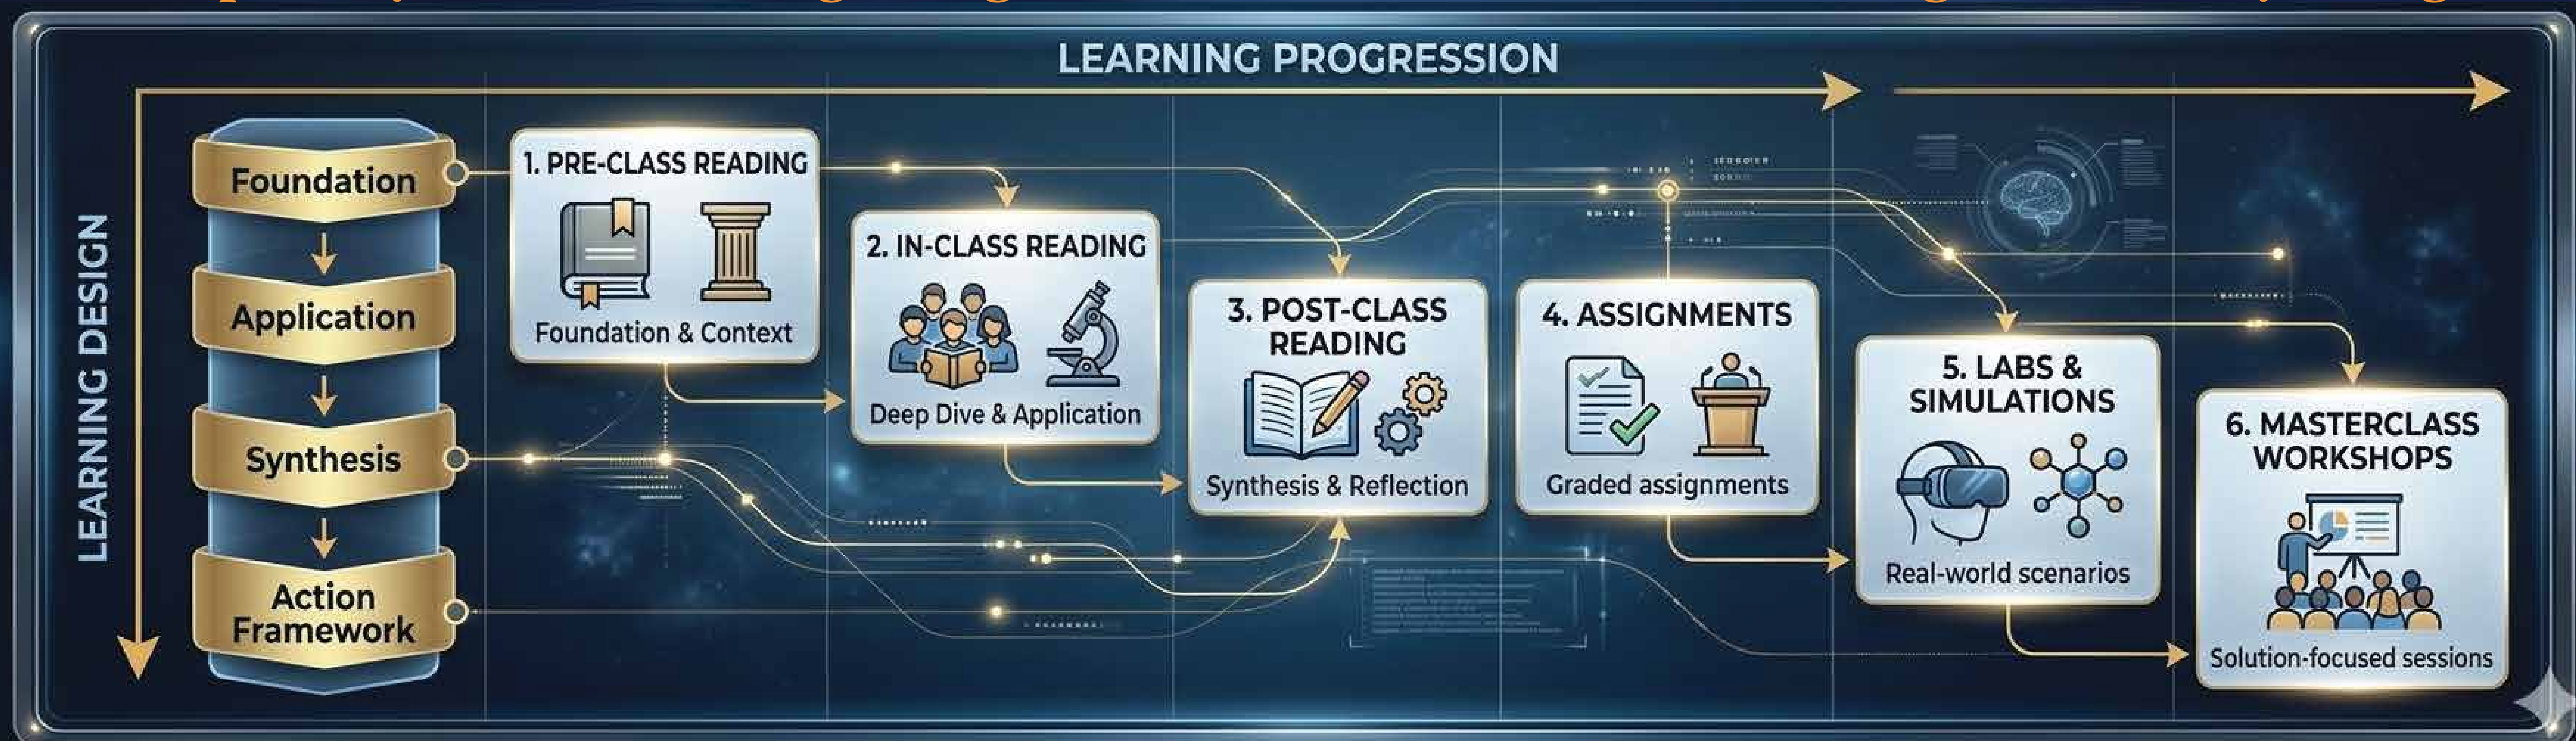 LEARNING PROGRESSION
LEARNING DESIGN
Foundation
Application
Synthesis
Action
Framework
1. PRE-CLASS READING
Foundation & Context
2. IN-CLASS READING
Deep Dive & Application
3. POST-CLASS
READING
Synthesis & Reflection
4. ASSIGNMENTS
Graded assignments
5. LABS &
SIMULATIONS
Real-world scenarios
6. MASTERCLASS
WORKSHOPS
Solution-focused sessions